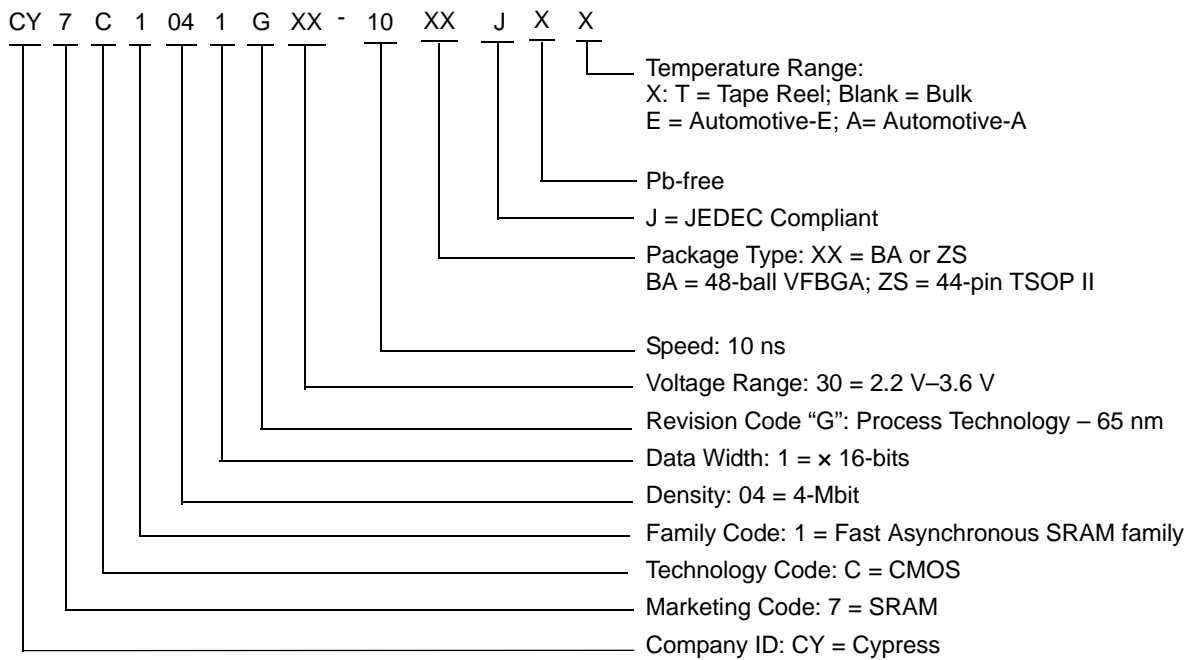 CY 7 C 1 04 1 G XX - 10 XX J X X
Temperature Range:
X: T = Tape Reel; Blank = Bulk
E = Automotive-E; A= Automotive-A
Pb-free
J = JEDEC Compliant
Package Type: XX = BA or ZS
BA = 48-ball VFBGA; ZS = 44-pin TSOP II
Speed: 10 ns
Voltage Range: 30 = 2.2 V–3.6 V
Revision Code “G”: Process Technology – 65 nm
Data Width: 1 = × 16-bits
Density: 04 = 4-Mbit
Family Code: 1 = Fast Asynchronous SRAM family
Technology Code: C = CMOS
Marketing Code: 7 = SRAM
Company ID: CY = Cypress